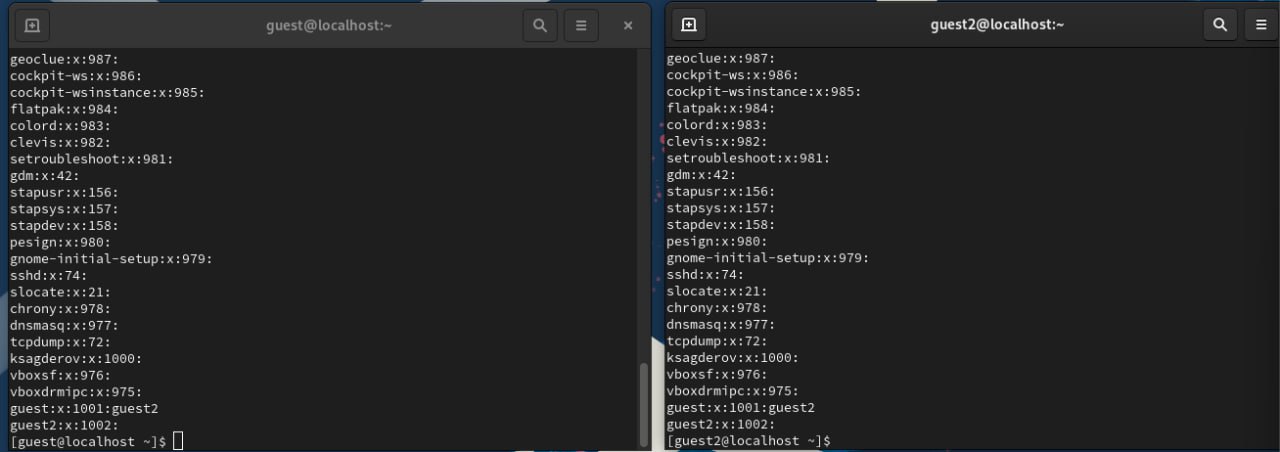 guest@localhost:~
geoclue:x:987:
cockpit-ws:x:986:
cockpit-wsinstance:x:985:
flatpak:x:984:
colord:x:983:
clevis:x:982:
setroubleshoot:x:981:
gdm:x:42:
stapusr:x:156:
stapsys:x:157:
stapdev:x:158:
pesign:x:980:
gnome-initial-setup:x:979:
sshd:x:74:
slocate:x:21:
chrony:x:978:
dnsmasq:x:977:
tcpdump:x:72:
ksagderov:x:1000:
vboxsf:x:976:
vboxdrmipc:x:975:
guest:x:1001:guest2
guest2:x:1002:
[guest@localhost ~]$
guest2@localhost:~
geoclue:x:987:
cockpit-ws:x:986:
cockpit-wsinstance:x:985:
flatpak:x:984:
colord:x:983:
clevis:x:982:
setroubleshoot:x:981:
gdm:x:42:
stapusr:x:156:
stapsys:x:157:
stapdev:x:158:
pesign:x:980:
gnome-initial-setup:x:979:
sshd:x:74:
slocate:x:21:
chrony:x:978:
dnsmasq:x:977:
tcpdump:x:72:
ksagderov:x:1000:
vboxsf:x:976:
vboxdrmipc:x:975:
guest:x:1001:guest2
guest2:x:1002:
[guest2@localhost ~]$